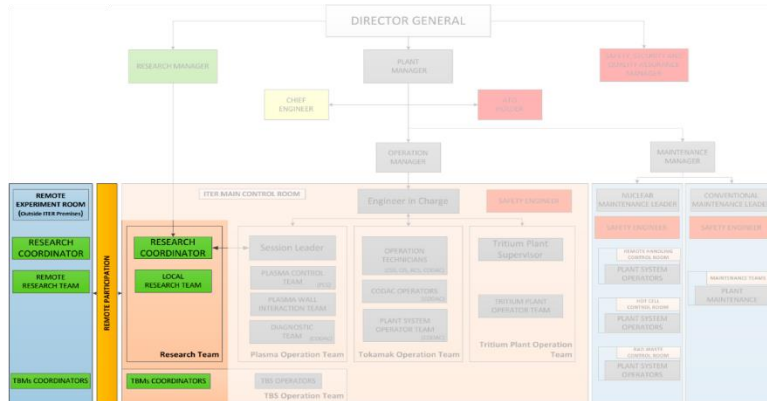 DIRECTOR GENERAL
RESEARCH MANAGER
PLANT
MANAGER
CHIEF
ENGINEER
OPERATION
MANAGER
MAINTENANCE
MANAGER
REMOTE
EXPERIMENT ROOM
(Outside ITER Premises)
RESEARCH
COORDINATOR
REMOTE
RESEARCH TEAM
TBMs COORDINATORS
REMOTE PARTICIPATION
ITER MAIN CONTROL ROOM
RESEARCH
COORDINATOR
LOCAL
RESEARCH TEAM
Research Team
TBMs COORDINATORS
Engineer in Charge
SAFETY ENGINEER
Session Leader
PLASMA CONTROL
TEAM
PLASMA WALL
INTERACTION TEAM
DIAGNOSTIC
TEAM
Plasma Operation Team
OPERATION
TECHNICIANS
CODAC OPERATORS
PLANT SYSTEM
OPERATOR TEAM
Tokamak Operation Team
Tritium Plant
Supervisor
TRITIUM PLANT
OPERATOR TEAM
Tritium Plant Operation
Team
TBS OPERATORS
TBS Operation Team
NUCLEAR
MAINTENANCE LEADER
SAFETY ENGINEER
REMOTE HANDLING
CONTROL ROOM
PLANT SYSTEM
OPERATORS
HOT CELL
CONTROL ROOM
PLANT SYSTEM
OPERATORS
RAD WASTE
CONTROL ROOM
PLANT SYSTEM
OPERATORS
CONVENTIONAL
MAINTENANCE LEADE
SAFETY ENGINEER
MAINTENANCE TEAMS
PLANT
MAINTENANCE